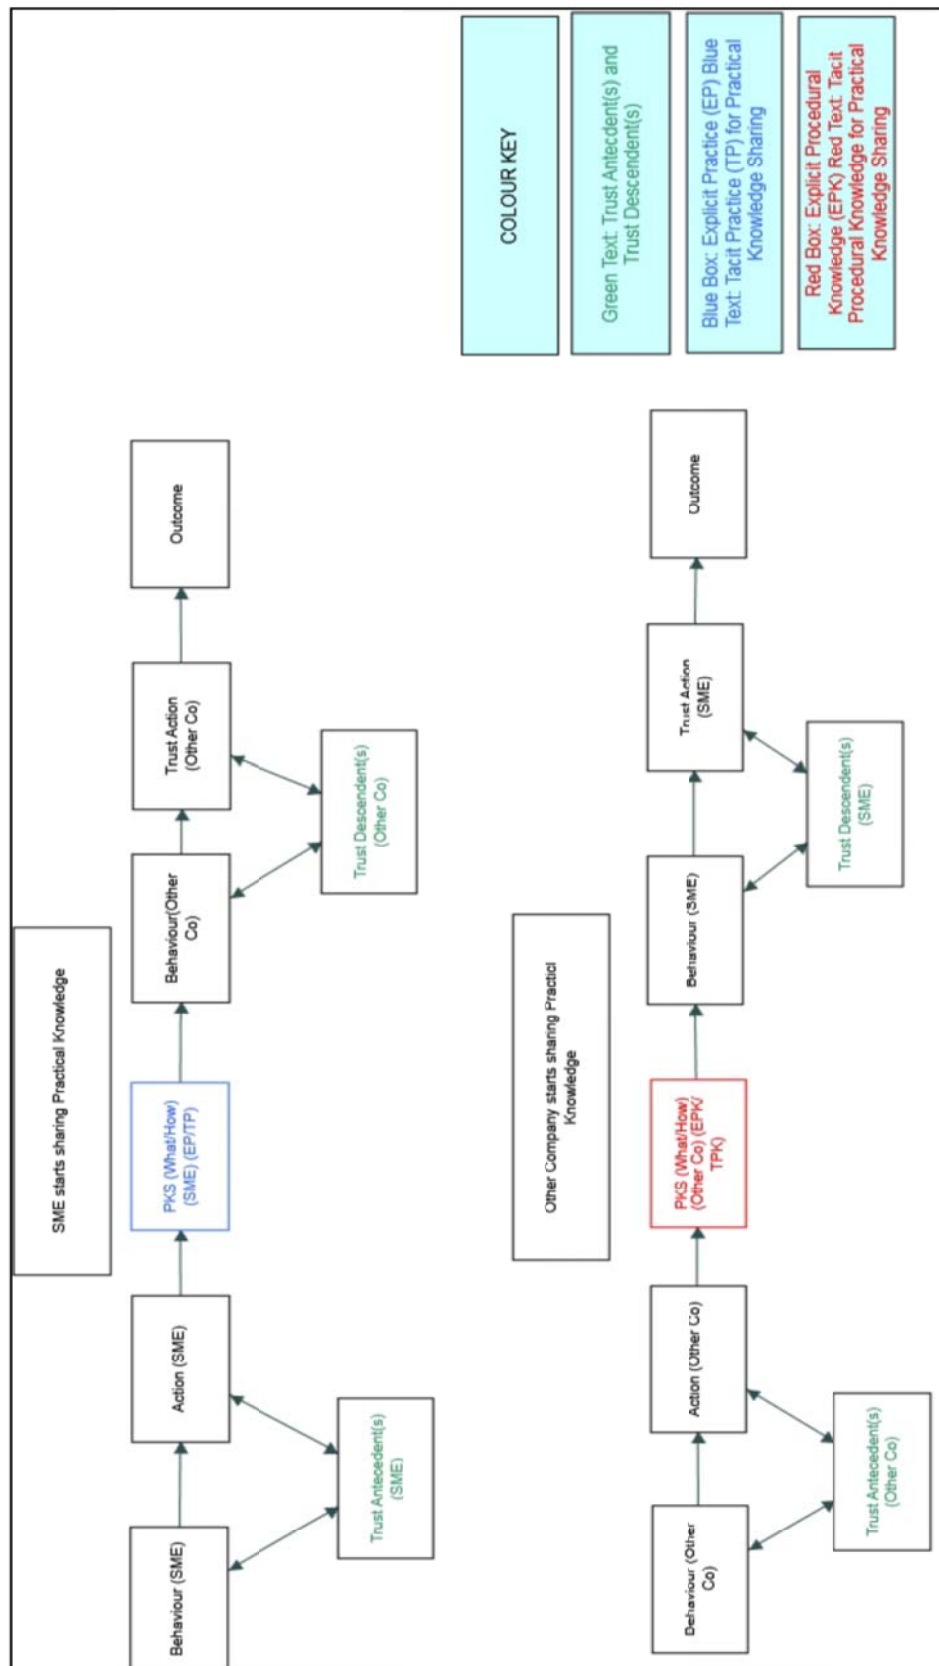 SME starts sharing Practical Knowledge
Behaviour (SME)
Action (SME)
PKS (What/How)
(SME) (EP/TP)
Behaviour(Other
Co)
Trust Action
(Other Co)
Outcome
Trust Antecedent(s)
(SME)
Trust Descendent(s)
(Other Co)
Other Company starts sharing Practicl
Knowledge
Behaviour (Other
Co)
Action (Other Co)
PKS (What/How)
(Other Co) (EPK/
TPK)
Behaviour (SME)
Trust Action
(SME)
Outcome
Trust Antecedent(s)
(Other Co)
Trust Descendent(s)
(SME)
COLOUR KEY
Green Text: Trust Antecdent(s) and
Trust Descendent(s)
Blue Box: Explicit Practice (EP) Blue
Text: Tacit Practice (TP) for Practical
Knowledge Sharing
Red Box: Explicit Procedural
Knowledge (EPK) Red Text: Tacit
Procedural Knowledge for Practical
Knowledge Sharing